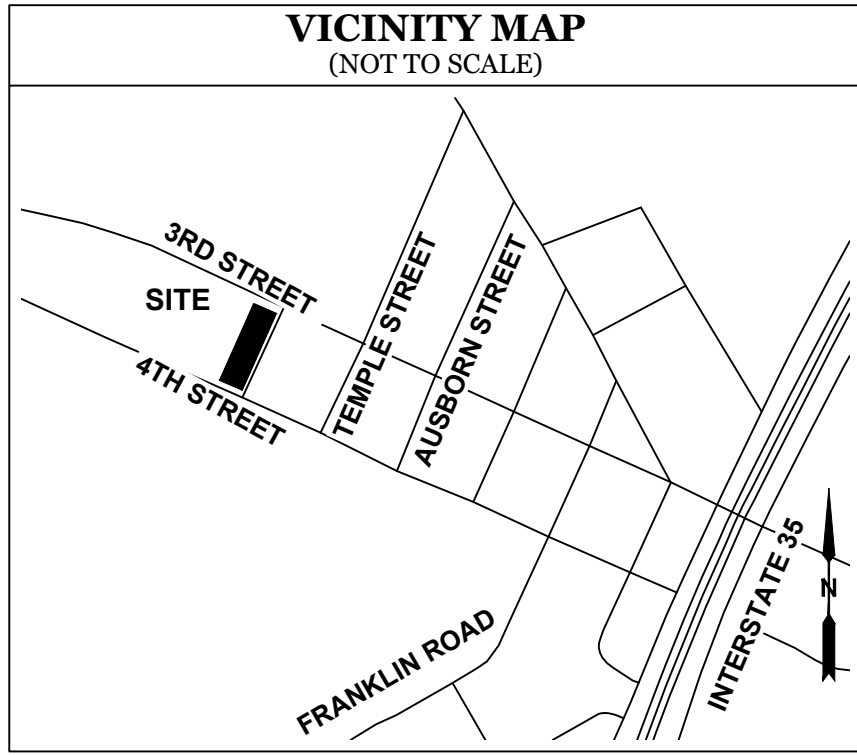 VICINITY MAP
(NOT TO SCALE)
3RD STREET
SITE
4TH STREET
TEMPLE STREET
AUSBORN STREET
INTERSTATE 35
N
FRANKLIN ROAD